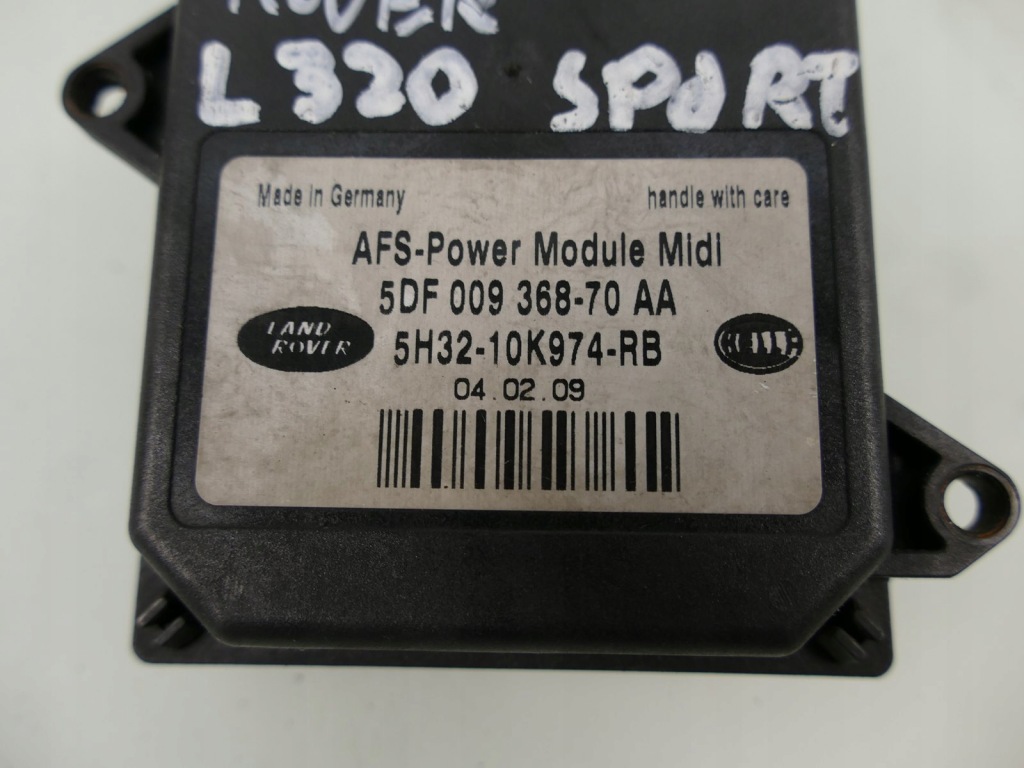 ROVER
L320 SPORT
Made in Germany handle with care
AFS-Power Module Midi
5DF 009 368-70 AA
LAND
ROVER
5H32-10K974-RB
HELLA
04.02.09